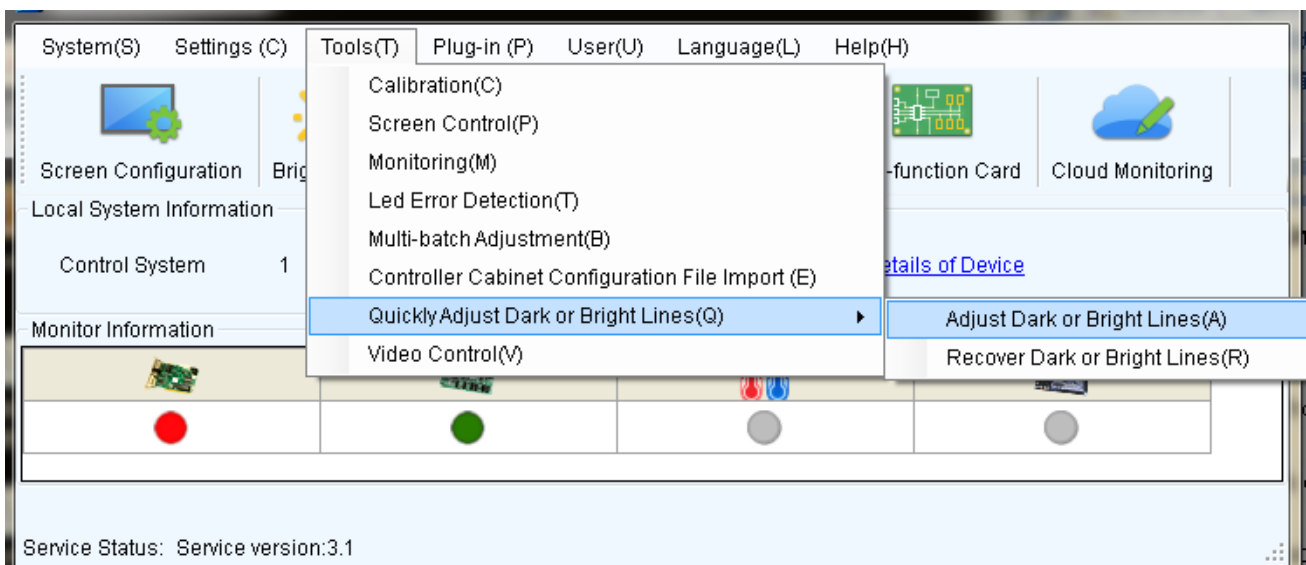 System(S) Settings (C) Tools(T) Plug-in (P) User(U) Language(L) Help(H)
Calibration(C)
Screen Control(P)
Monitoring(M)
Led Error Detection(T)
Multi-batch Adjustment(B)
Controller Cabinet Configuration File Import (E)
Quickly Adjust Dark or Bright Lines(Q)
Video Control(V)
Adjust Dark or Bright Lines(A)
Recover Dark or Bright Lines(R)
Screen Configuration Brig -function Card Cloud Monitoring
Local System Information
Control System 1 etails of Device
Monitor Information
Service Status: Service version:3.1